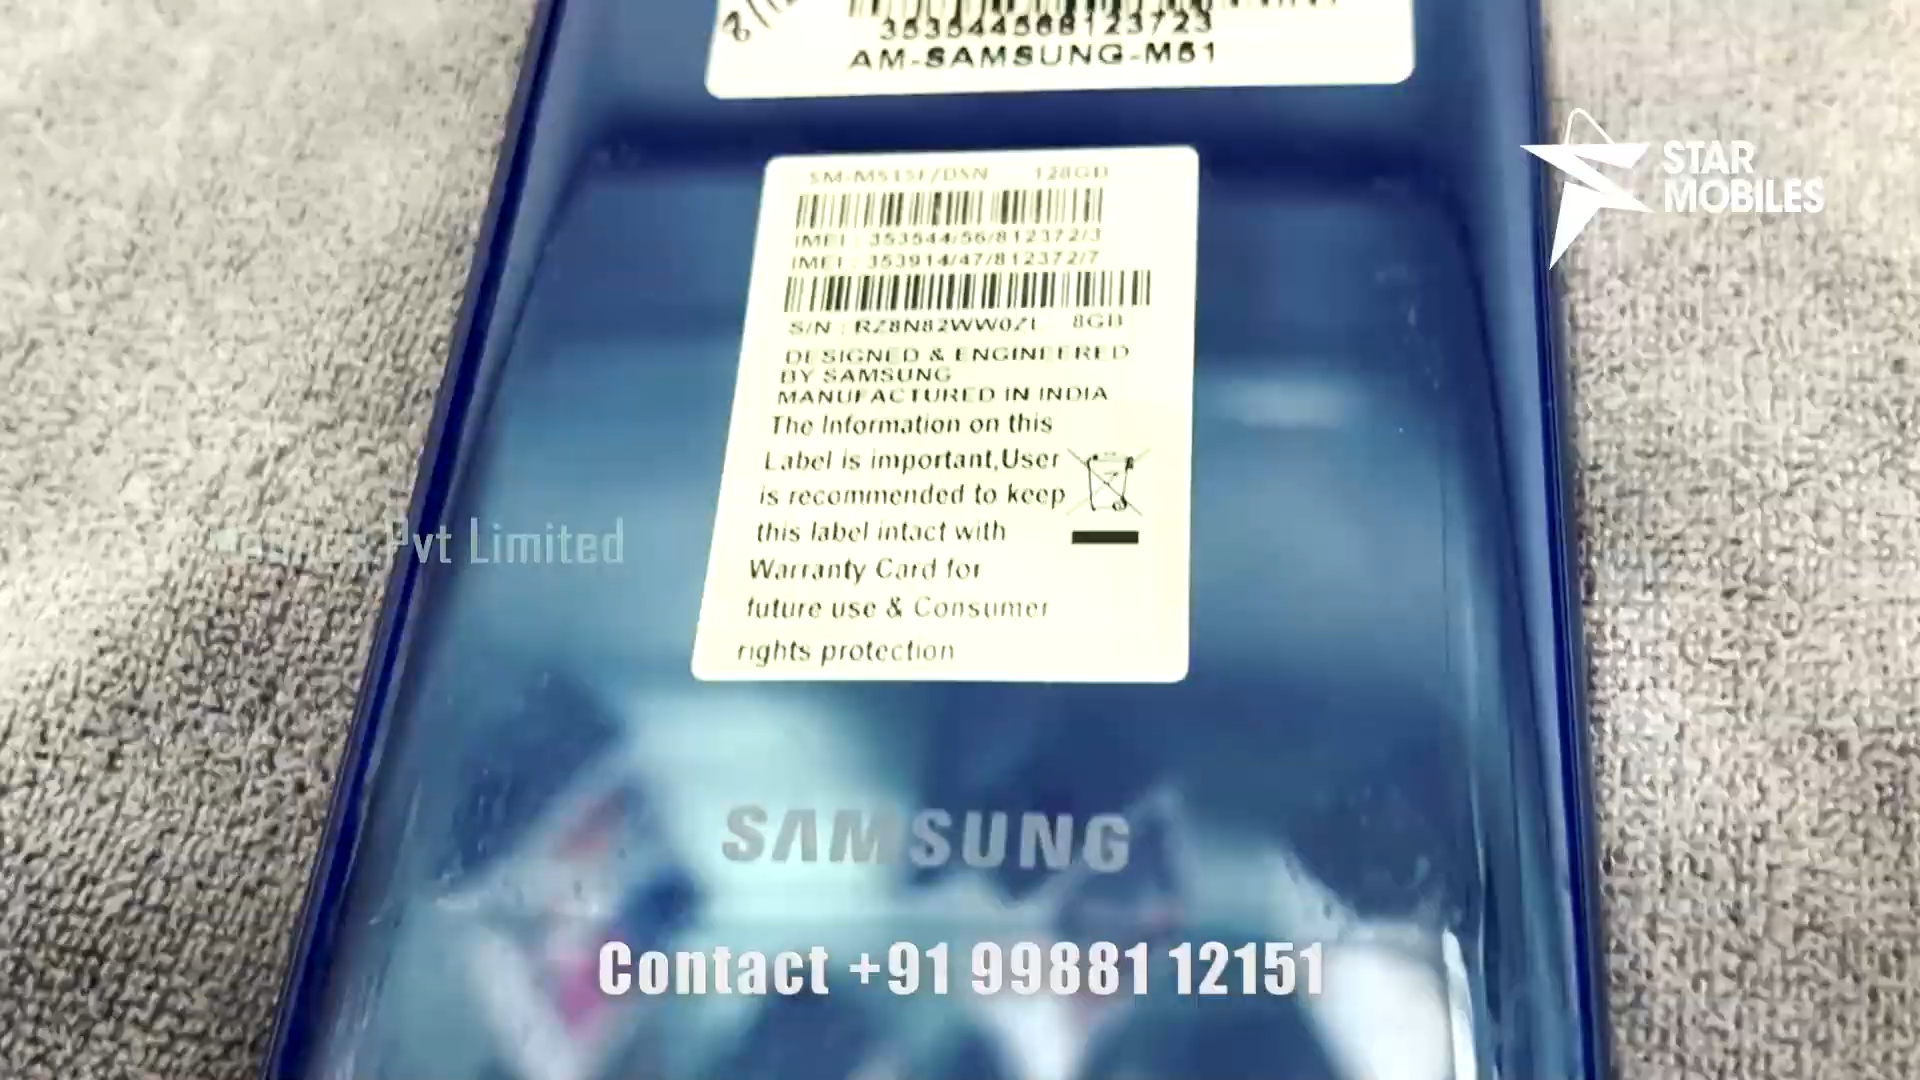 353544568123723
AM-SAMSUNG-M51
STAR
MOBILES
SM-M515F/DSN 128GB
IMEI : 353544/56/812372/3
IMEI : 353914/47/812372/7
S/N : RZ8N82WW0ZL 8GB
DESIGNED & ENGINEERED
BY SAMSUNG
MANUFACTURED IN INDIA
The Information on this
Label is important,User
is recommended to keep
this label intact with
Warranty Card for
future use & Consumer
rights protection
Pvt Limited
SAMSUNG
Contact +91 99881 12151